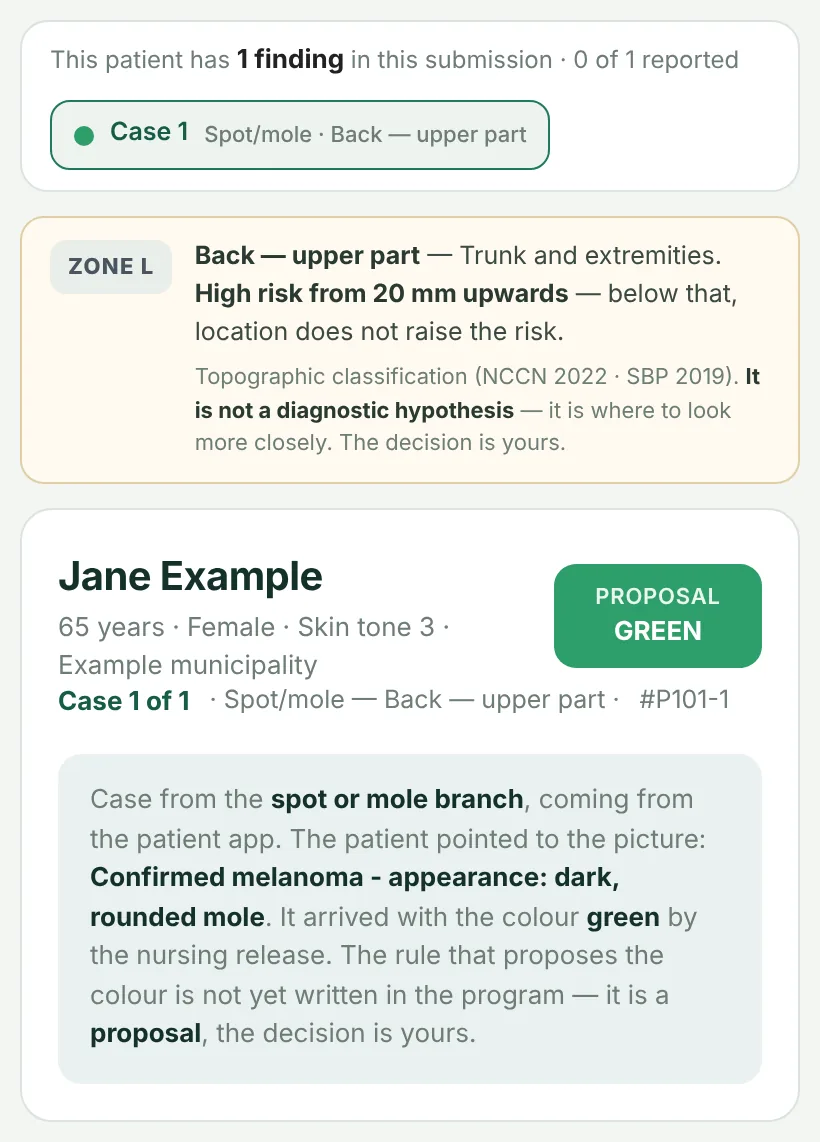 This patient has 1 finding in this submission · 0 of 1 reported
Case 1 Spot/mole · Back — upper part
ZONE L
Back — upper part — Trunk and extremities.
High risk from 20 mm upwards — below that,
location does not raise the risk.
Topographic classification (NCCN 2022 · SBP 2019). It
is not a diagnostic hypothesis — it is where to look
more closely. The decision is yours.
Jane Example
65 years · Female · Skin tone 3 ·
Example municipality
Case 1 of 1 · Spot/mole — Back — upper part · #P101-1
PROPOSAL
GREEN
Case from the spot or mole branch, coming from
the patient app. The patient pointed to the picture:
Confirmed melanoma - appearance: dark,
rounded mole. It arrived with the colour green by
the nursing release. The rule that proposes the
colour is not yet written in the program — it is a
proposal, the decision is yours.